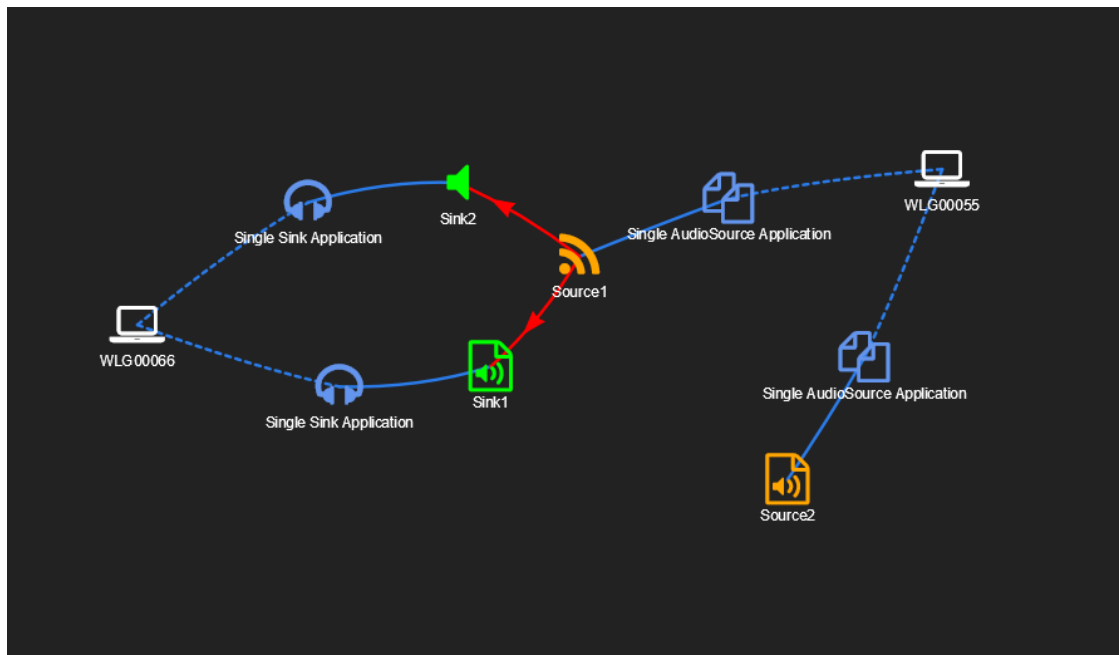 WLG00055
Sink2
Single AudioSource Application
Single Sink Application
Source1
WLG00066
Single AudioSource Application
Sink1
Single Sink Application
Source2